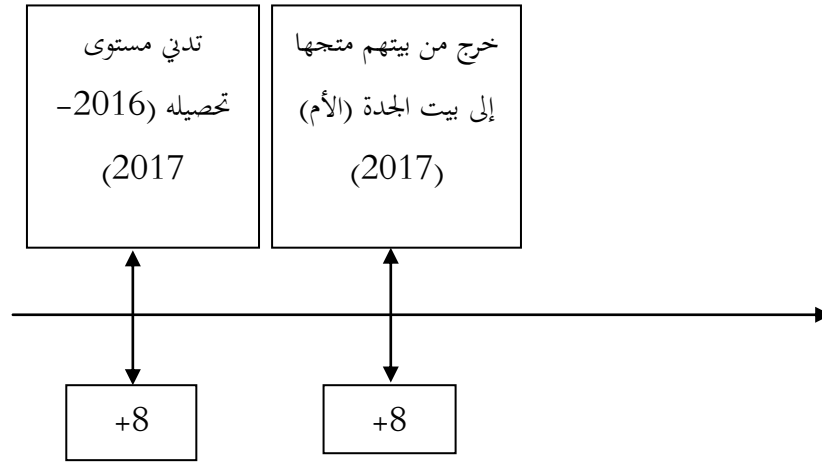 تدني مستوى
تحصيله (2016-
2017)
خرج من بيتهم متجها
إلى بيت الجدة (الأم)
(2017)
+8
+8